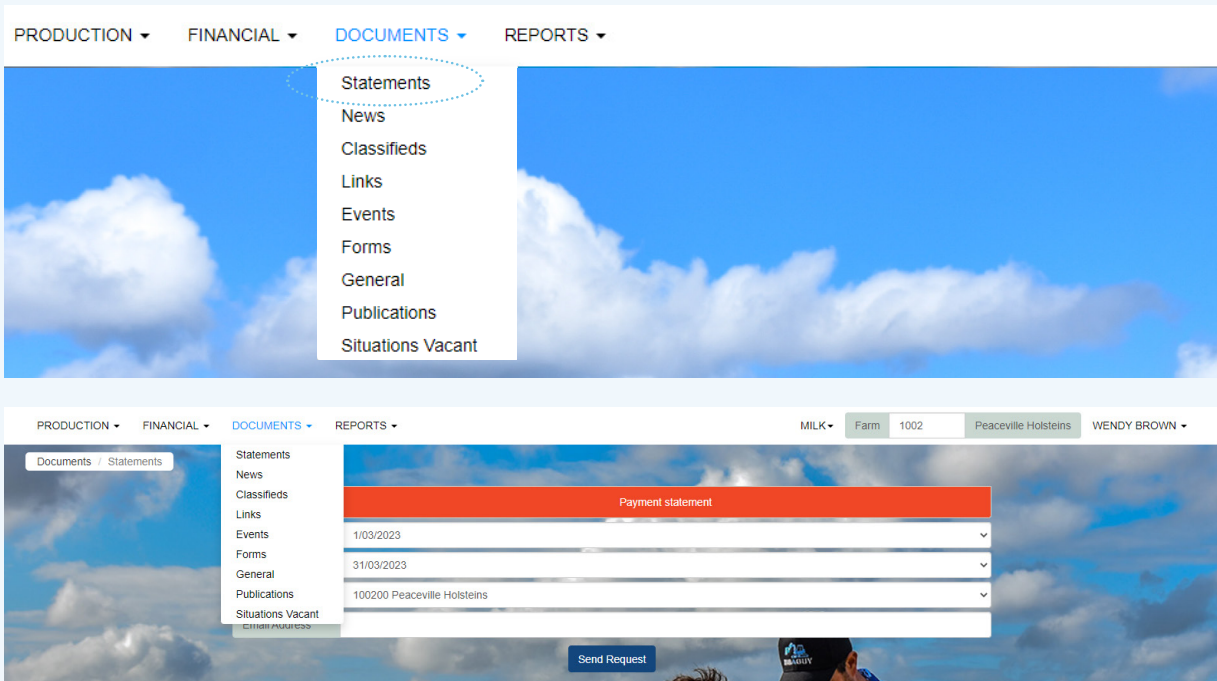 PRODUCTION FINANCIAL DOCUMENTS REPORTS
Statements
News
Classifieds
Links
Events
Forms
General
Publications
Situations Vacant
PRODUCTION FINANCIAL DOCUMENTS REPORTS MILK Farm 1002 Peaceville Holsteins WENDY BROWN
Documents / Statements
Statements
News
Classifieds
Links
Events
Forms
General
Publications
Situations Vacant
Payment statement
1/03/2023
31/03/2023
100200 Peaceville Holsteins
Email Address
Send Request